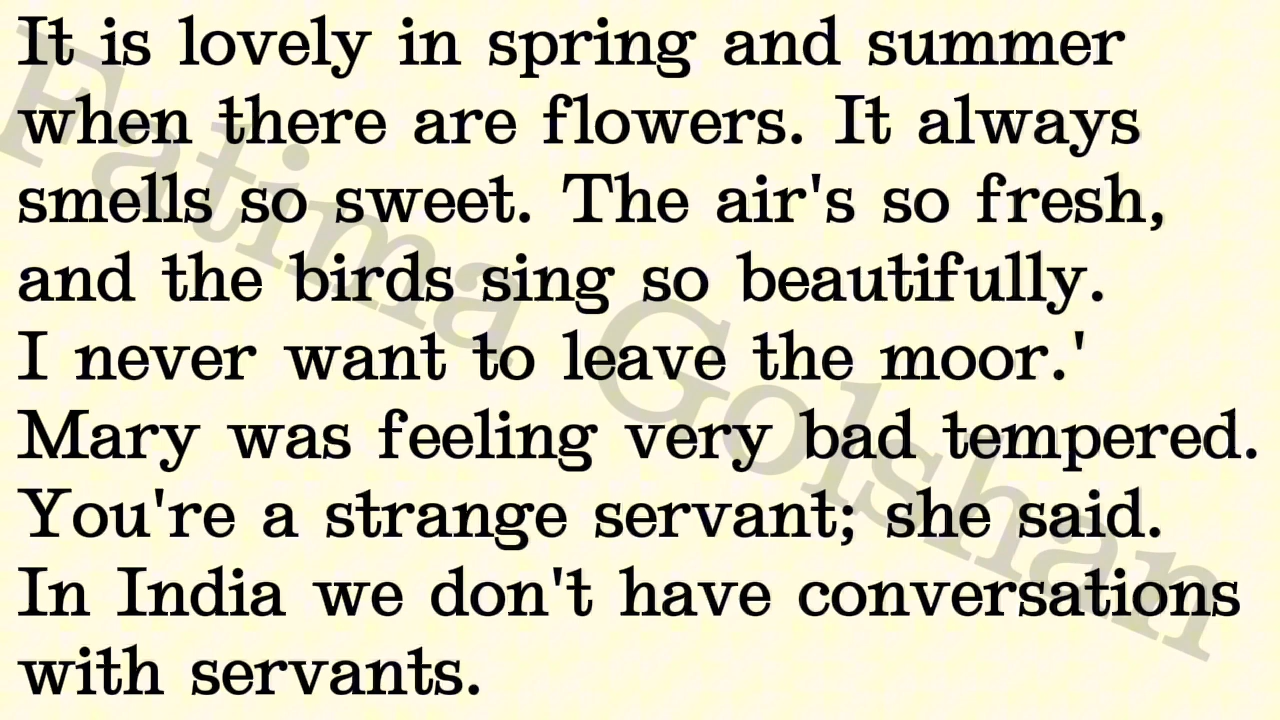 It is lovely in spring and summer
when there are flowers. It always
smells so sweet. The air's so fresh,
and the birds sing so beautifully.
I never want to leave the moor.'
Mary was feeling very bad tempered.
You're a strange servant; she said.
In India we don't have conversations
with servants.
Fatima Golshan